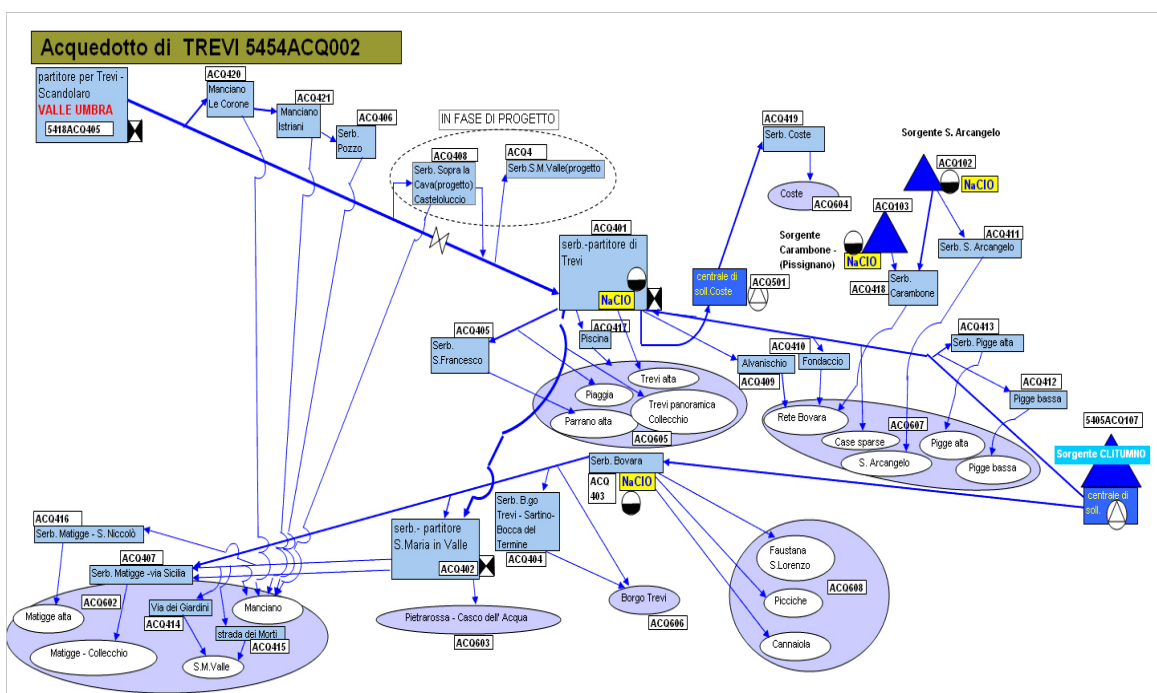 Acquedotto di TREVI 5454ACQ002
partitore per Trevi -
Scandolaro
VALLE UMBRA
5418ACQ405
ACQ420
Manciano
Le Corone
ACQ421
Manciano
Istriani
ACQ406
Serb.
Pozzo
IN FASE DI PROGETTO
ACQ408
Serb. Sopra la
Cava(progetto)
Casteloluccio
ACQ4
Serb.S.M.Valle(progetto
ACQ419
Serb. Coste
Coste
ACQ604
Sorgente S. Arcangelo
ACQ102
NaClO
ACQ103
Sorgente
Carambone -
(Pissignano)
NaClO
ACQ411
Serb. S. Arcangelo
Serb.
Carambone
ACQ418
ACQ401
serb.-partitore di
Trevi
NaClO
centrale di
soll.Coste
ACQ501
ACQ405
Serb.
S.Francesco
ACQ417
Piscina
ACQ410
Alvanischio
Fondaccio
ACQ409
ACQ413
Serb. Pigge alta
ACQ412
Pigge bassa
Trevi alta
Piaggia
Trevi panoramica
Collecchio
Parrano alta
ACQ605
Rete Bovara
ACQ607
Case sparse
S. Arcangelo
Pigge alta
Pigge bassa
5405ACQ107
Sorgente CLITUMNO
centrale di
soll.
Serb. Bovara
ACQ
403
NaClO
Serb. B.go
Trevi - Sartino-
Bocca del
Termine
ACQ404
serb.- partitore
S.Maria in Valle
ACQ402
ACQ416
Serb. Matigge - S. Niccolò
ACQ407
Serb. Matigge -via Sicilia
ACQ602
Matigge alta
Via dei Giardini
ACQ414
Manciano
strada dei Morti
ACQ415
Matigge - Collecchio
S.M.Valle
Pietrarossa - Casco dell' Acqua
ACQ603
Borgo Trevi
ACQ606
Faustana
S.Lorenzo
Picciche
ACQ608
Cannaiola